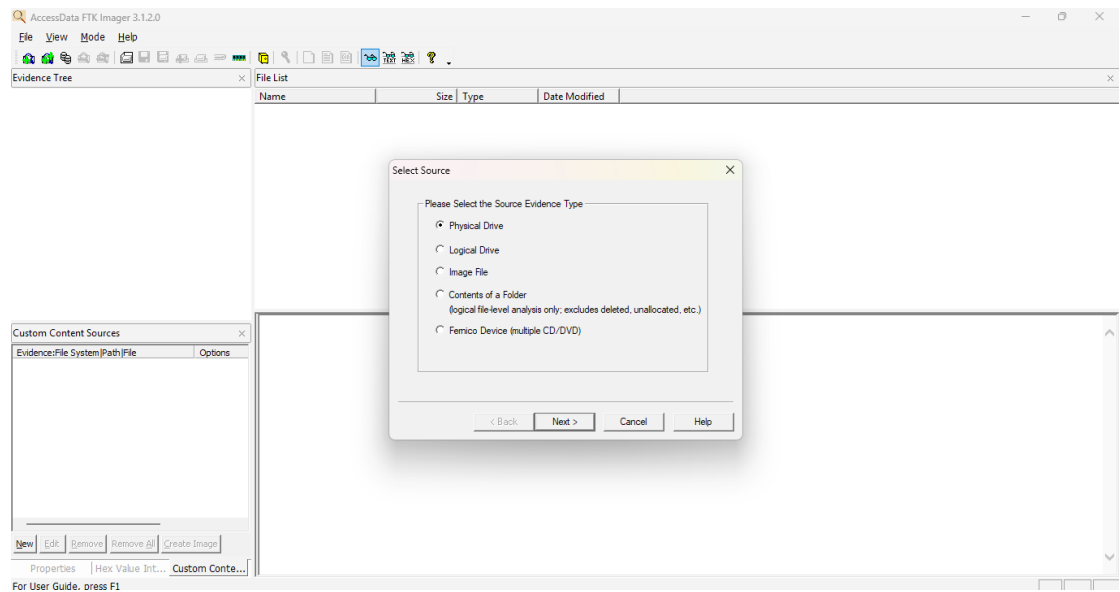 AccessData FTK Imager 3.1.2.0
File View Mode Help
TEXT HEX
Evidence Tree
File List
Name Size Type Date Modified
Select Source
Please Select the Source Evidence Type
Physical Drive
Logical Drive
Image File
Contents of a Folder
(logical file-level analysis only; excludes deleted, unallocated, etc.)
Fernico Device (multiple CD/DVD)
< Back Next > Cancel Help
Custom Content Sources
Evidence:File System|Path|File Options
New Edit Remove Remove All Create Image
Properties Hex Value Int... Custom Conte...
For User Guide, press F1